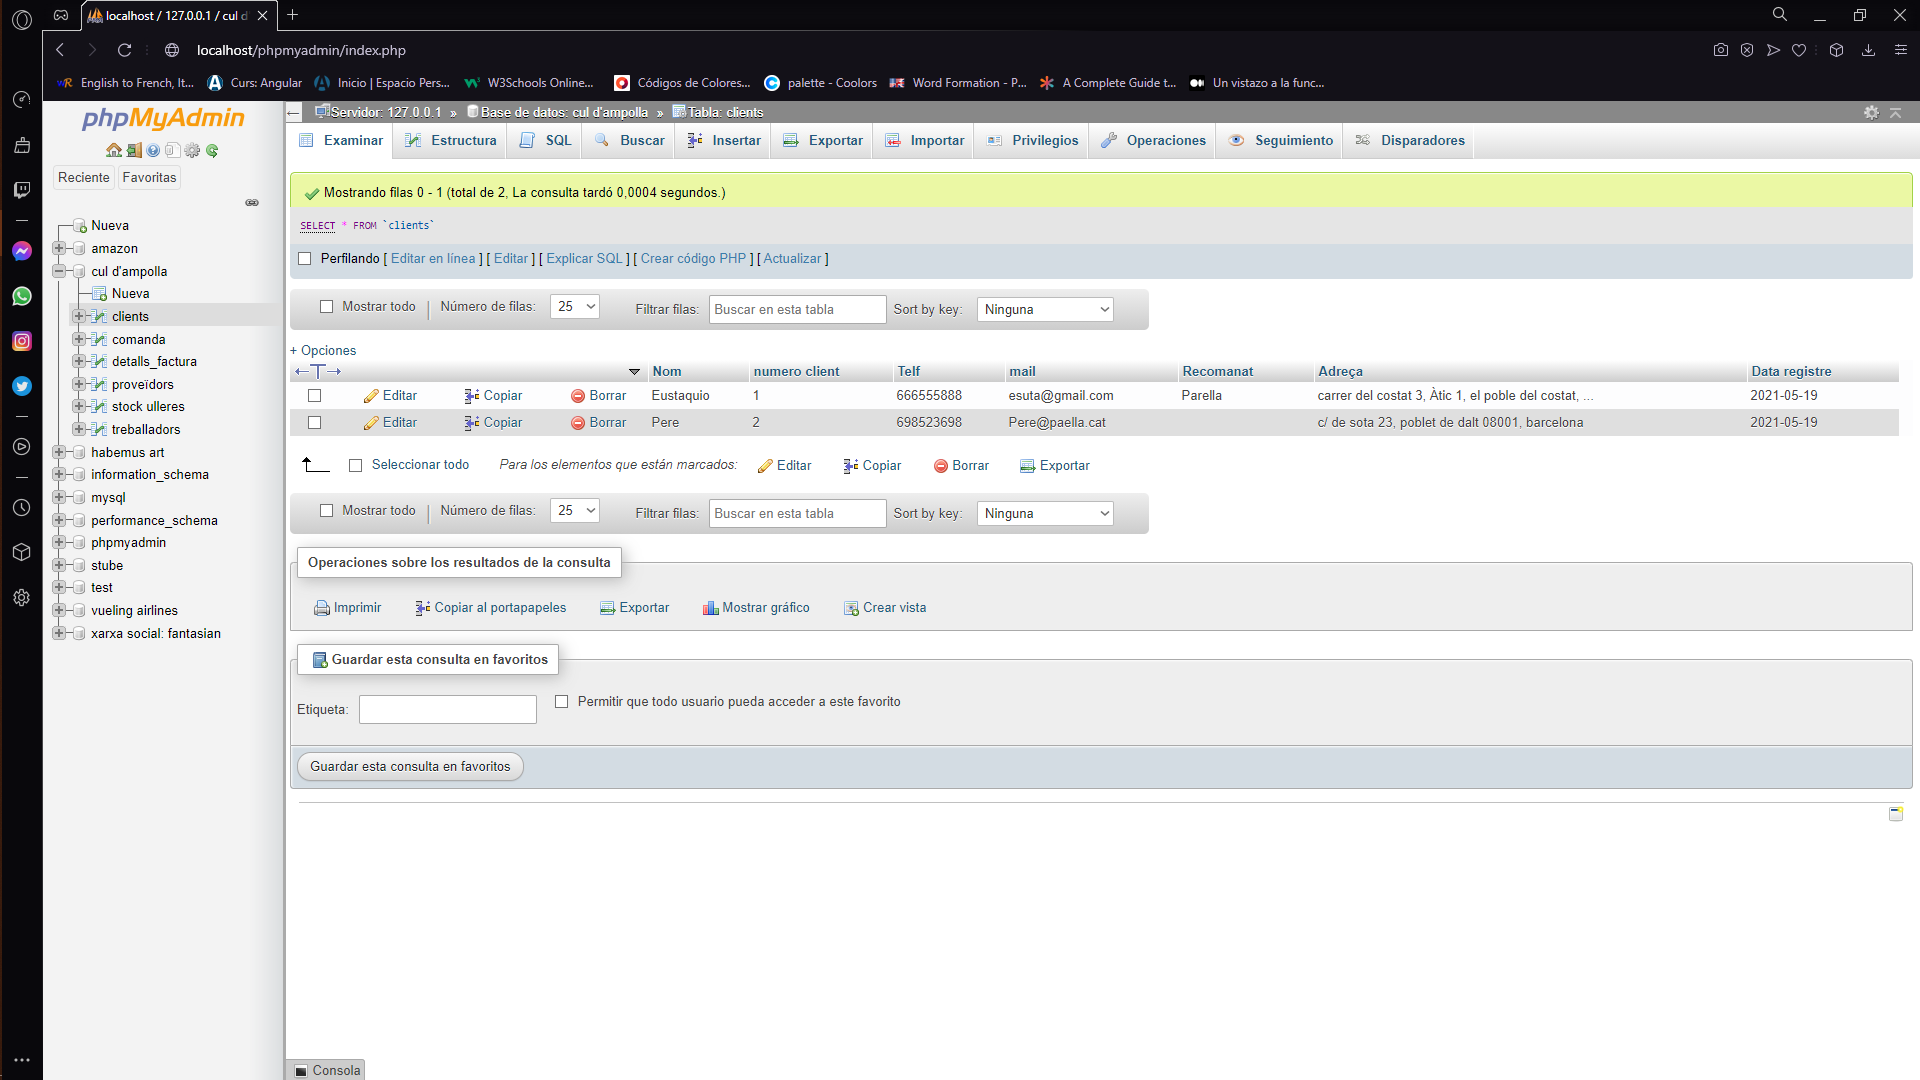 localhost / 127.0.0.1 / cul d
localhost/phpmyadmin/index.php
English to French, It...
Curs: Angular
Inicio | Espacio Pers...
W3Schools Online...
Códigos de Colores...
palette - Coolors
Word Formation - P...
A Complete Guide t...
Un vistazo a la func...
phpMyAdmin
Reciente
Favoritas
Nueva
amazon
cul d'ampolla
Nueva
clients
comanda
detalls_factura
proveïdors
stock ulleres
treballadors
habemus art
information_schema
mysql
performance_schema
phpmyadmin
stube
test
vueling airlines
xarxa social: fantasian
Servidor: 127.0.0.1 » Base de datos: cul d'ampolla » Tabla: clients
Examinar Estructura SQL Buscar Insertar Exportar Importar Privilegios Operaciones Seguimiento Disparadores
Mostrando filas 0 - 1 (total de 2, La consulta tardó 0,0004 segundos.)
SELECT * FROM `clients`
Perfilando [ Editar en línea ] [ Editar ] [ Explicar SQL ] [ Crear código PHP ] [ Actualizar ]
Mostrar todo | Número de filas: 25 Filtrar filas: Buscar en esta tabla Sort by key: Ninguna
+ Opciones
←T→ Nom numero client Telf mail Recomanat Adreça Data registre
Editar Copiar Borrar Eustaquio 1 666555888 esuta@gmail.com Parella carrer del costat 3, Àtic 1, el poble del costat, ... 2021-05-19
Editar Copiar Borrar Pere 2 698523698 Pere@paella.cat c/ de sota 23, poblet de dalt 08001, barcelona 2021-05-19
Seleccionar todo Para los elementos que están marcados: Editar Copiar Borrar Exportar
Mostrar todo | Número de filas: 25 Filtrar filas: Buscar en esta tabla Sort by key: Ninguna
Operaciones sobre los resultados de la consulta
Imprimir Copiar al portapapeles Exportar Mostrar gráfico Crear vista
Guardar esta consulta en favoritos
Etiqueta: Permitir que todo usuario pueda acceder a este favorito
Guardar esta consulta en favoritos
Consola